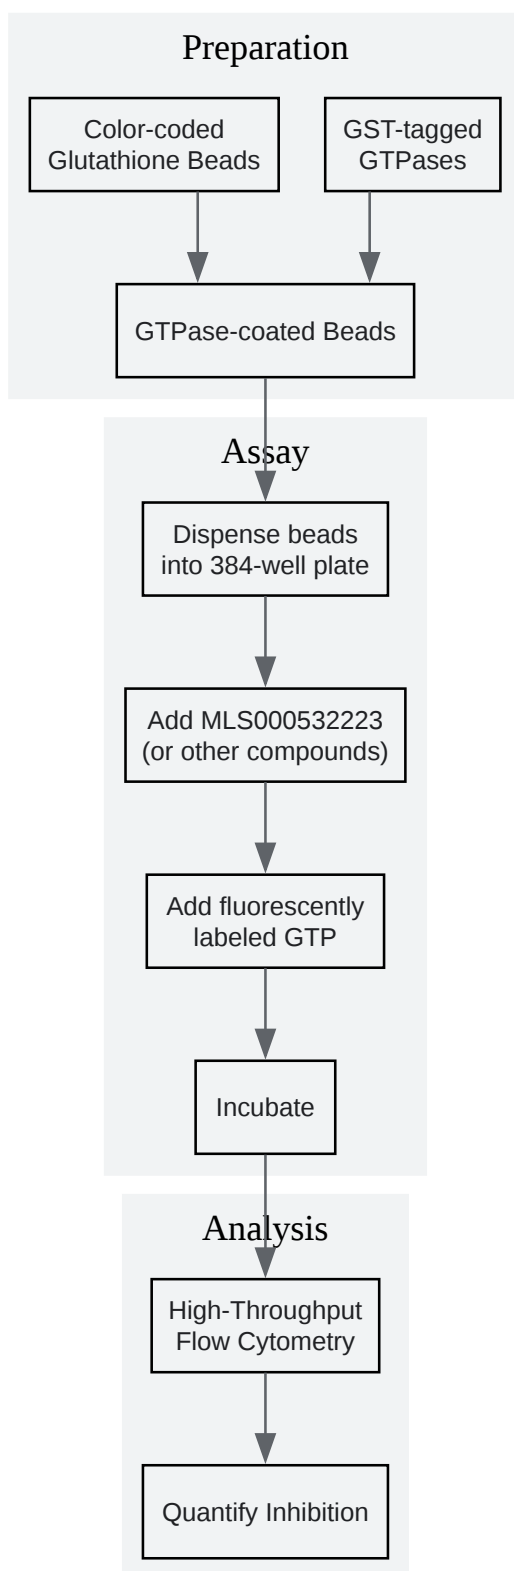 Preparation
Color-coded
Glutathione Beads
GST-tagged
GTPases
GTPase-coated Beads
Assay
Dispense beads
into 384-well plate
Add MLS000532223
(or other compounds)
Add fluorescently
labeled GTP
Incubate
Analysis
High-Throughput
Flow Cytometry
Quantify Inhibition